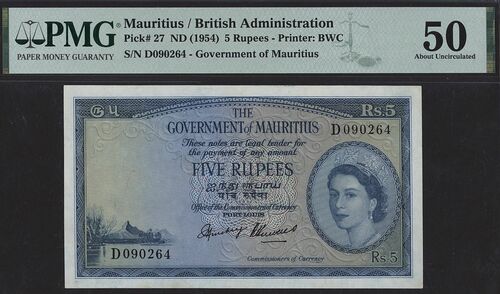 PMG
PAPER MONEY GUARANTY
Mauritius / British Administration
Pick# 27 ND (1954) 5 Rupees - Printer: BWC
S/N D090264 - Government of Mauritius
50
About Uncirculated
THE
Rs.5
GOVERNMENT OF MAURITIUS
D090264
These notes are legal tender for
the payment of any amount
FIVE RUPEES
ஐந்து ரூபாய்
पांच रुपैया
Office of the Commissioners of Currency
PORT LOUIS
D090264
Commissioners of Currency
Rs.5